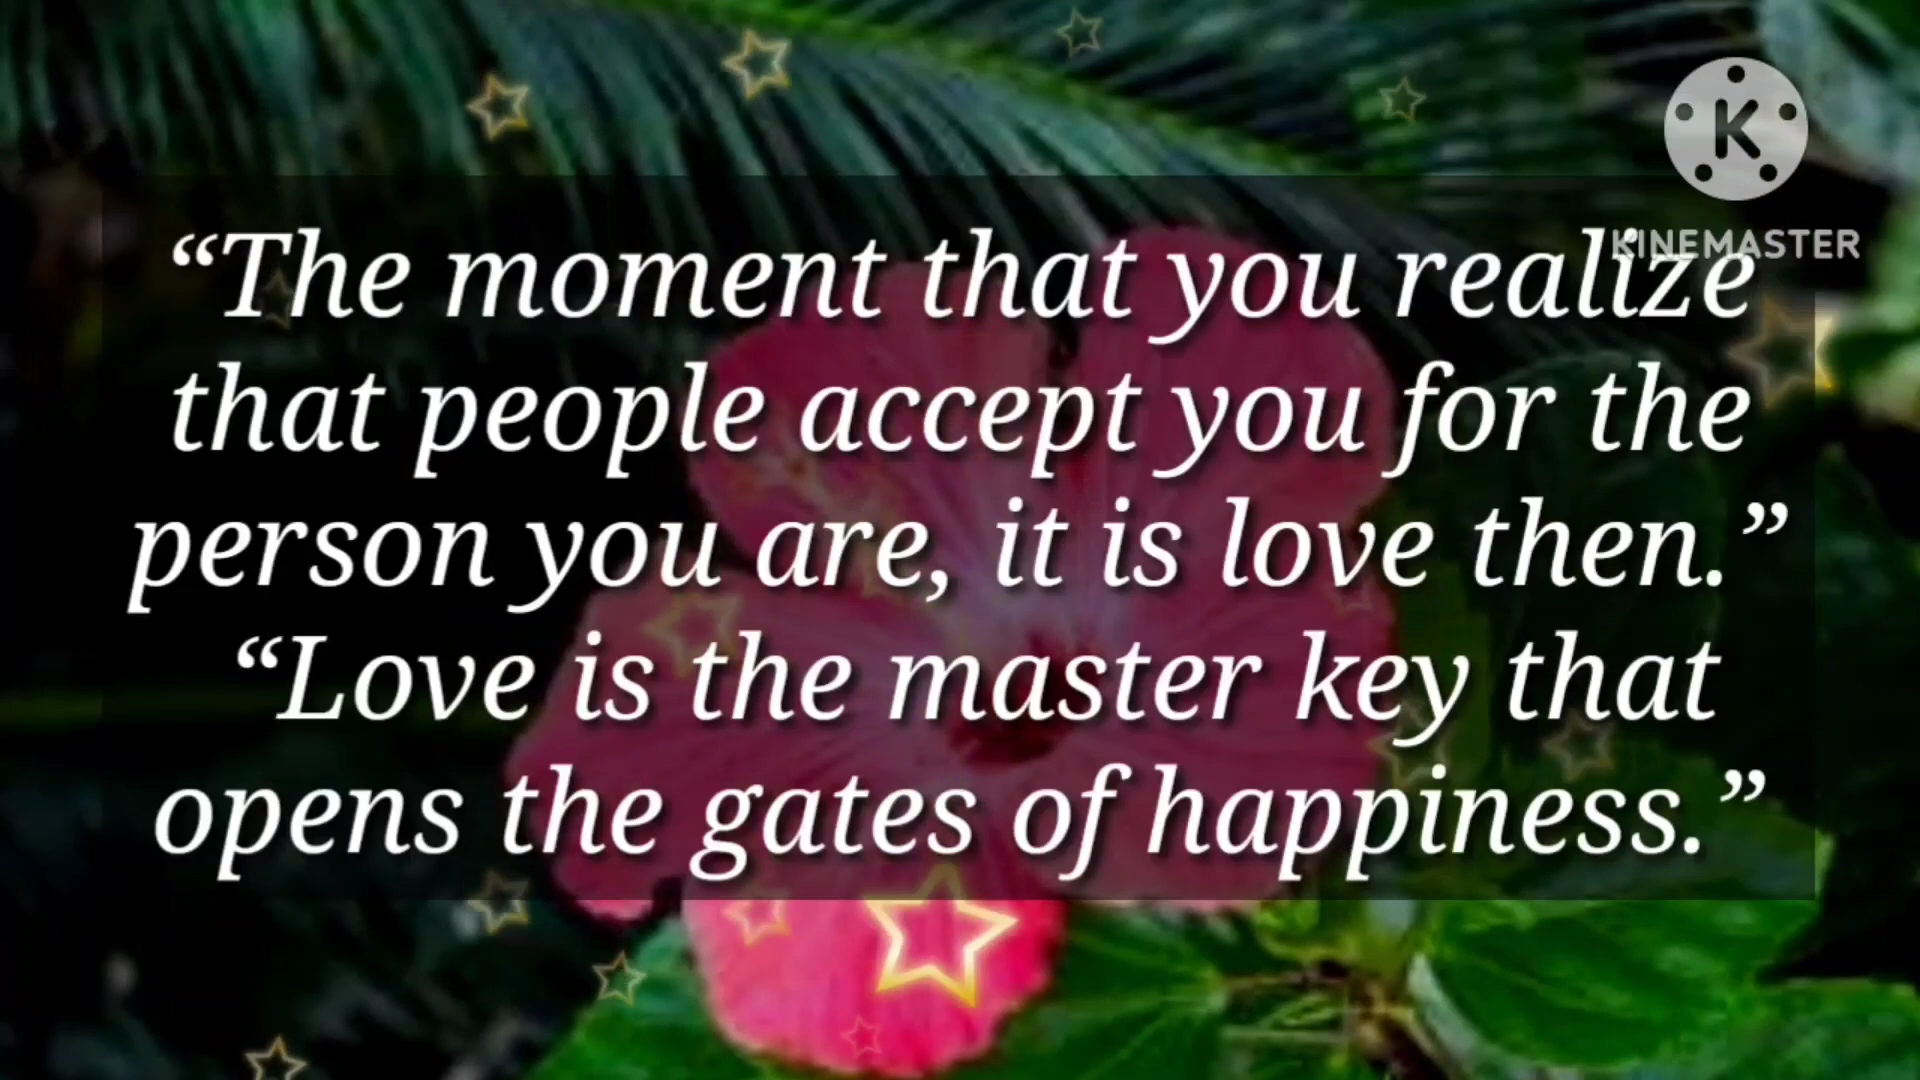 K
KINEMASTER
“The moment that you realize
that people accept you for the
person you are, it is love then.”
“Love is the master key that
opens the gates of happiness.”